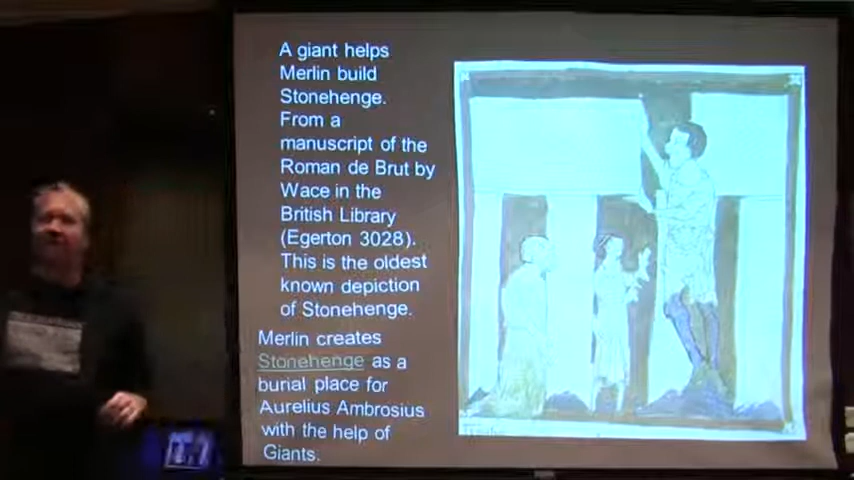 A giant helps
Merlin build
Stonehenge.
From a
manuscript of the
Roman de Brut by
Wace in the
British Library
(Egerton 3028).
This is the oldest
known depiction
of Stonehenge.
Merlin creates
Stonehenge as a
burial place for
Aurelius Ambrosius
with the help of
Giants.